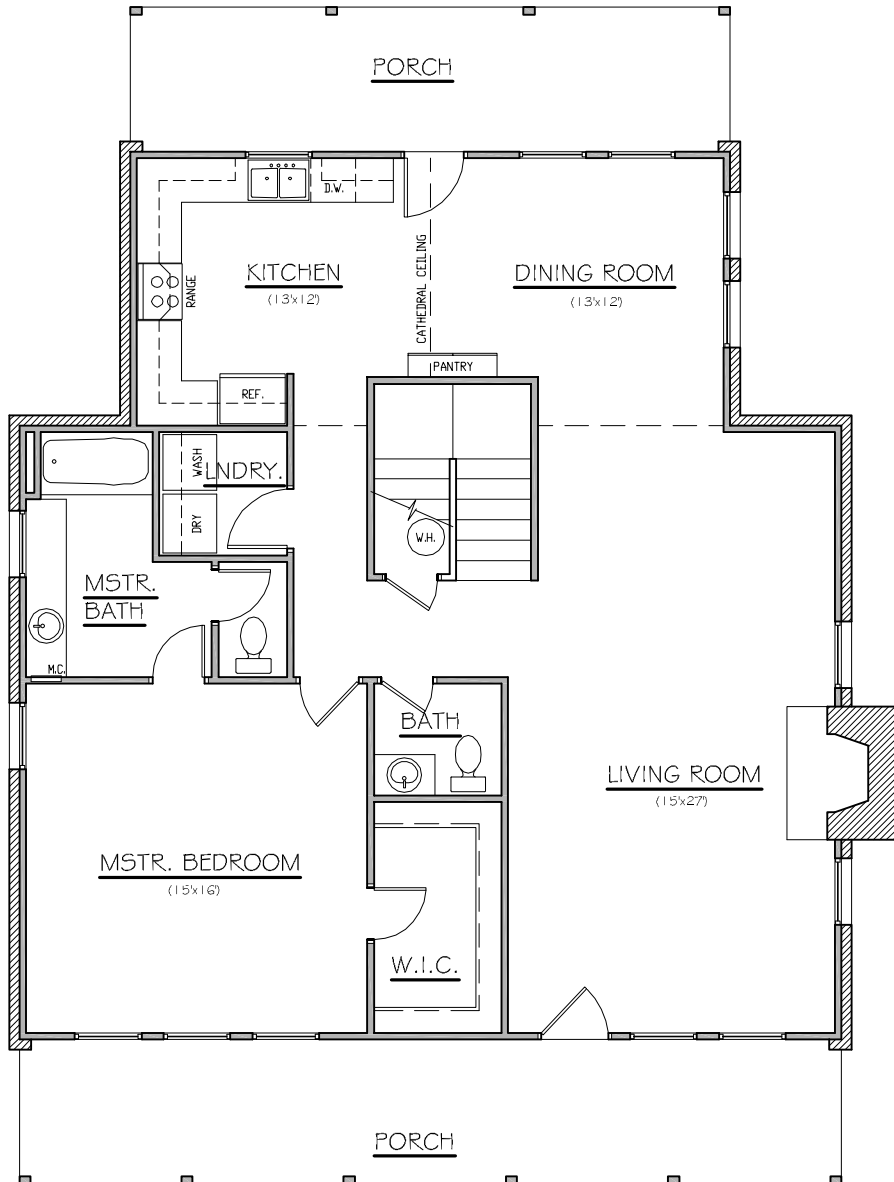 PORCH
D.W.
KITCHEN
(13'x12')
RANGE
CATHEDRAL CEILING
DINING ROOM
(13'x12')
PANTRY
REF.
WASH
LNDRY.
DRY
W.H.
MSTR.
BATH
M.C.
BATH
LIVING ROOM
(15'x27')
MSTR. BEDROOM
(15'x16')
W.I.C.
PORCH